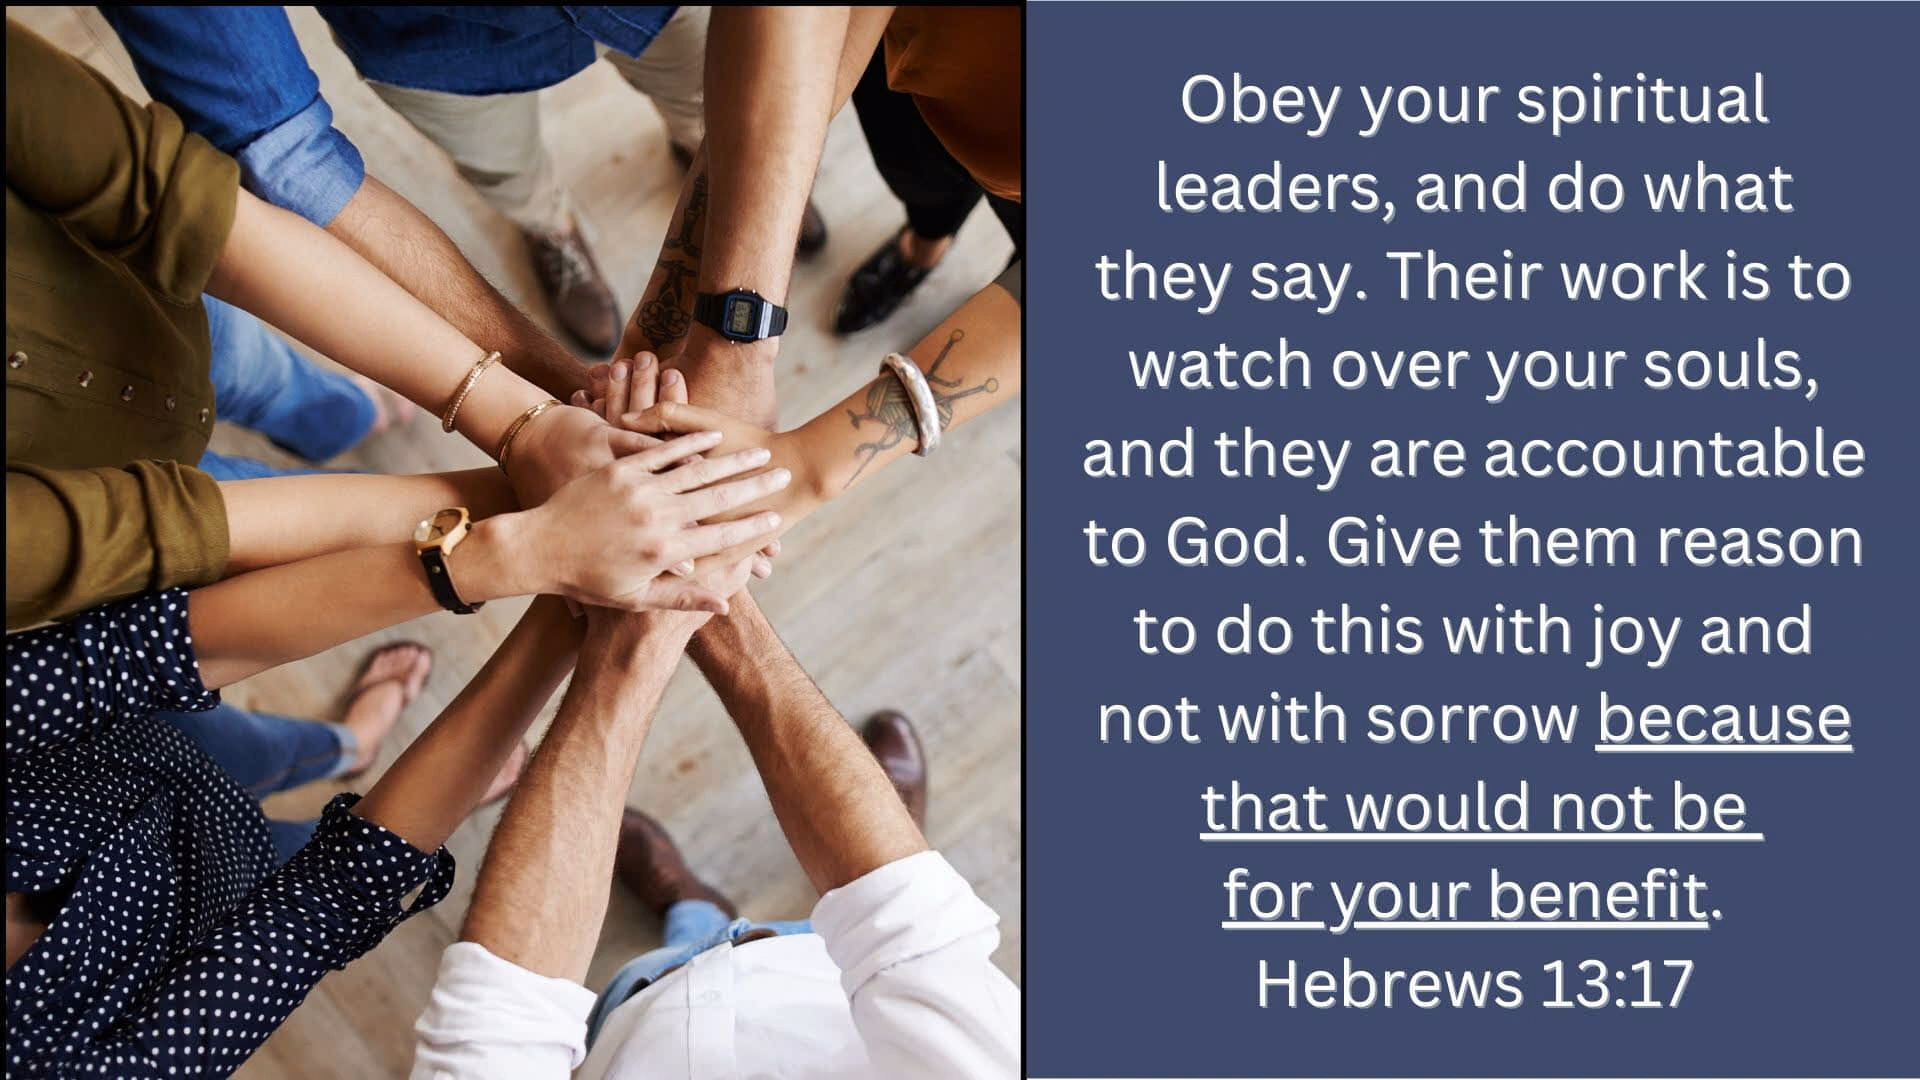 Obey your spiritual
leaders, and do what
they say. Their work is to
watch over your souls,
and they are accountable
to God. Give them reason
to do this with joy and
not with sorrow because
that would not be
for your benefit.
Hebrews 13:17